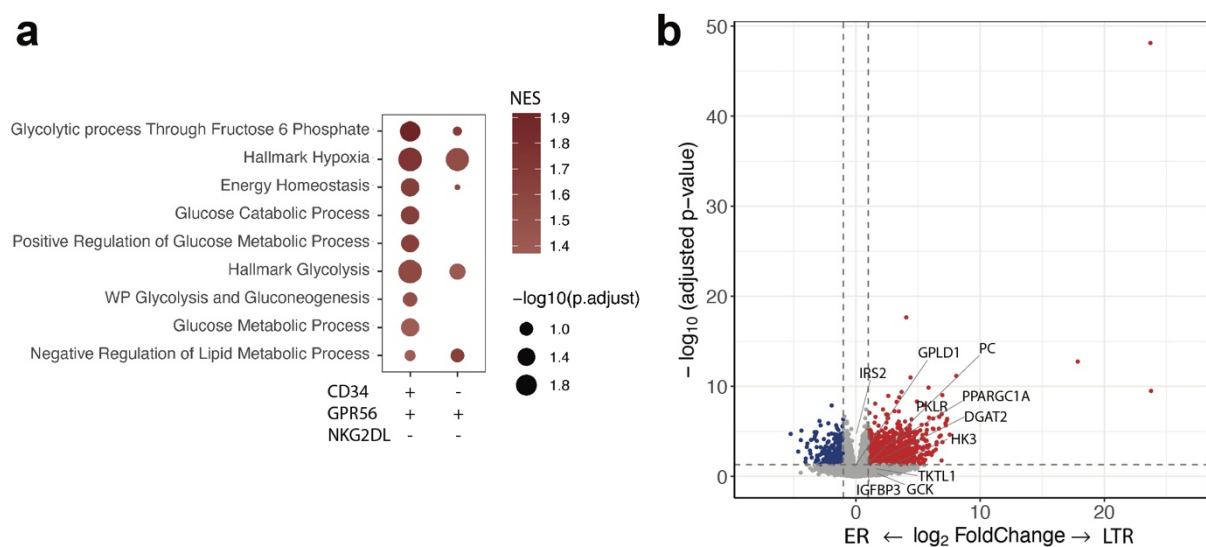 a
NES
Glycolytic process Through Fructose 6 Phosphate
Hallmark Hypoxia
Energy Homeostasis
Glucose Catabolic Process
Positive Regulation of Glucose Metabolic Process
Hallmark Glycolysis
WP Glycolysis and Gluconeogenesis
Glucose Metabolic Process
Negative Regulation of Lipid Metabolic Process
1.9
1.8
1.7
1.6
1.5
1.4
−log10(p.adjust)
1.0
1.4
1.8
CD34 + -
GPR56 + +
NKG2DL - -
b
− log10 (adjusted p-value)
50
40
30
20
10
0
GPLD1
PC
IRS2
PKLR
PPARGC1A
DGAT2
HK3
TKTL1
IGFBP3
GCK
0 10 20
ER ← log2 FoldChange → LTR